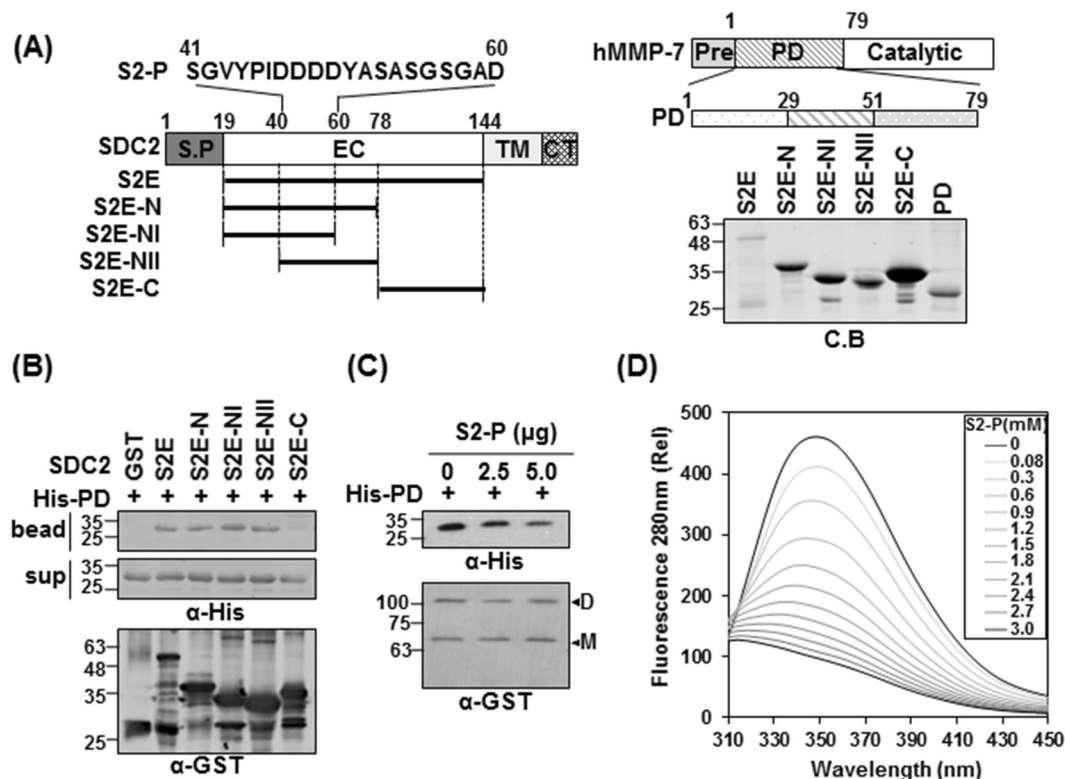 (A)
41 60
S2-P SGVYPIDDDDYASASGSGAD
1 19 40 60 78 144
SDC2 S.P EC TM CT
S2E
S2E-N
S2E-NI
S2E-NII
S2E-C
1 79
hMMP-7 Pre PD Catalytic
1 29 51 79
PD
S2E S2E-N S2E-NI S2E-NII S2E-C PD
63
48
35
25
C.B
(B)
SDC2 GST S2E S2E-N S2E-NI S2E-NII S2E-C
His-PD + + + + + +
bead 35
25
sup 35
25
α-His
63
48
35
25
α-GST
(C)
S2-P (μg)
0 2.5 5.0
His-PD + + +
35
25
α-His
100 D
75
63 M
α-GST
(D)
Fluorescence 280nm (Rel)
500
400
300
200
100
0
310 330 350 370 390 410 430 450
Wavelength (nm)
S2-P(mM)
0
0.08
0.3
0.6
0.9
1.2
1.5
1.8
2.1
2.4
2.7
3.0